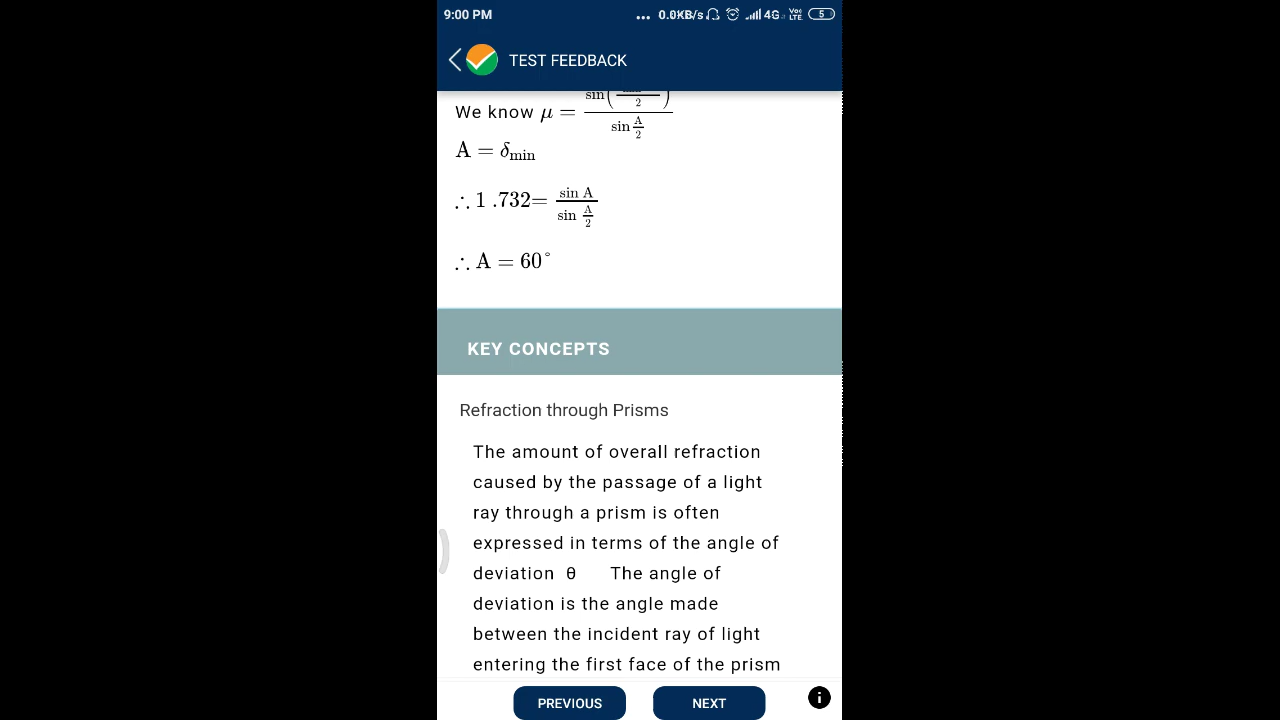 9:00 PM ... 0.0KB/s 4G Vo LTE 5
TEST FEEDBACK
We know μ = sin( 2 ) / sin A/2
A = δmin
∴ 1 .732= sin A / sin A/2
∴ A = 60°
KEY CONCEPTS
Refraction through Prisms
The amount of overall refraction
caused by the passage of a light
ray through a prism is often
expressed in terms of the angle of
deviation θ The angle of
deviation is the angle made
between the incident ray of light
entering the first face of the prism
PREVIOUS NEXT i